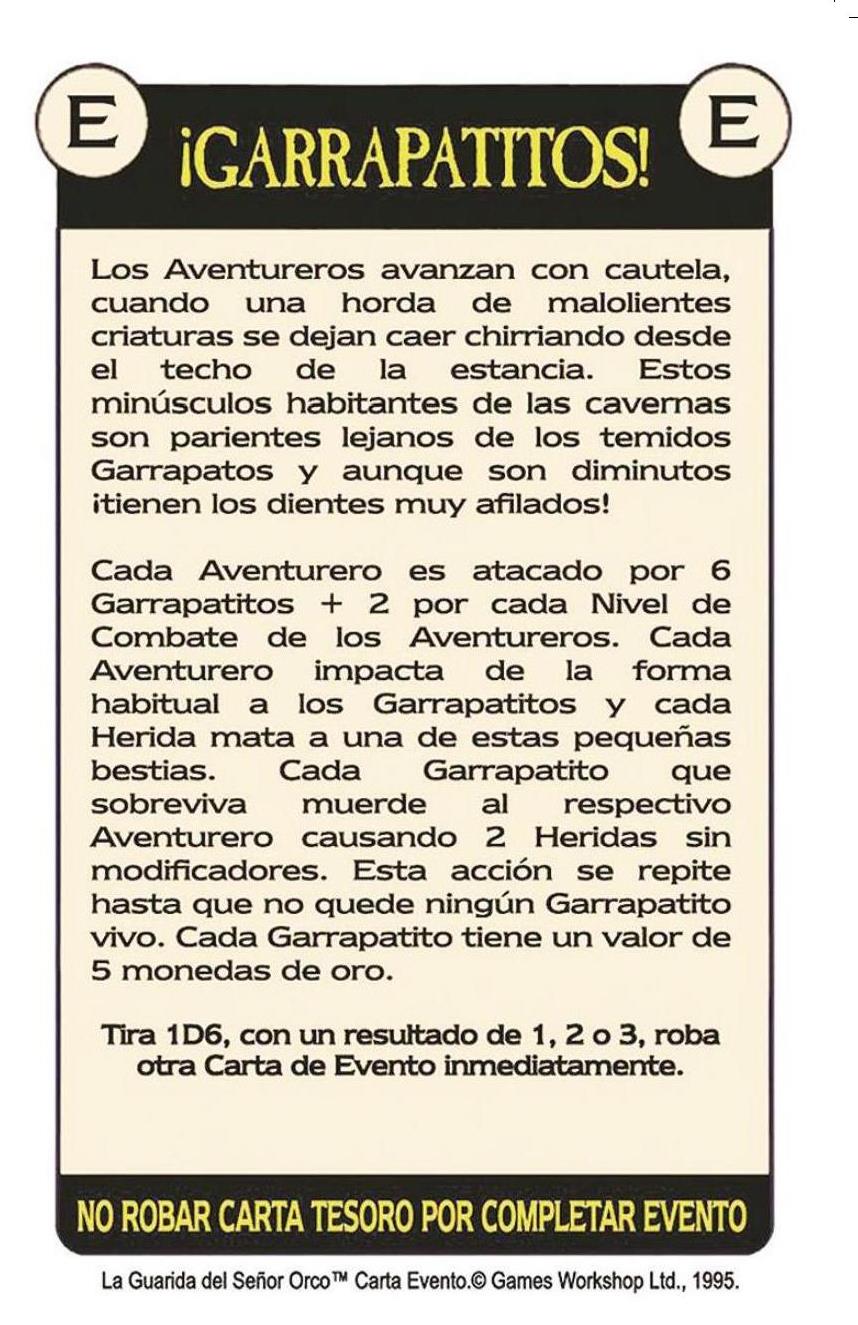 E E
¡GARRAPATITOS!
Los Aventureros avanzan con cautela,
cuando una horda de malolientes
criaturas se dejan caer chirriando desde
el techo de la estancia. Estos
minúsculos habitantes de las cavernas
son parientes lejanos de los temidos
Garrapatos y aunque son diminutos
¡tienen los dientes muy afilados!
Cada Aventurero es atacado por 6
Garrapatitos + 2 por cada Nivel de
Combate de los Aventureros. Cada
Aventurero impacta de la forma
habitual a los Garrapatitos y cada
Herida mata a una de estas pequeñas
bestias. Cada Garrapatito que
sobreviva muerde al respectivo
Aventurero causando 2 Heridas sin
modificadores. Esta acción se repite
hasta que no quede ningún Garrapatito
vivo. Cada Garrapatito tiene un valor de
5 monedas de oro.
Tira 1D6, con un resultado de 1, 2 o 3, roba
otra Carta de Evento inmediatamente.
NO ROBAR CARTA TESORO POR COMPLETAR EVENTO
La Guarida del Señor Orco™ Carta Evento.© Games Workshop Ltd., 1995.